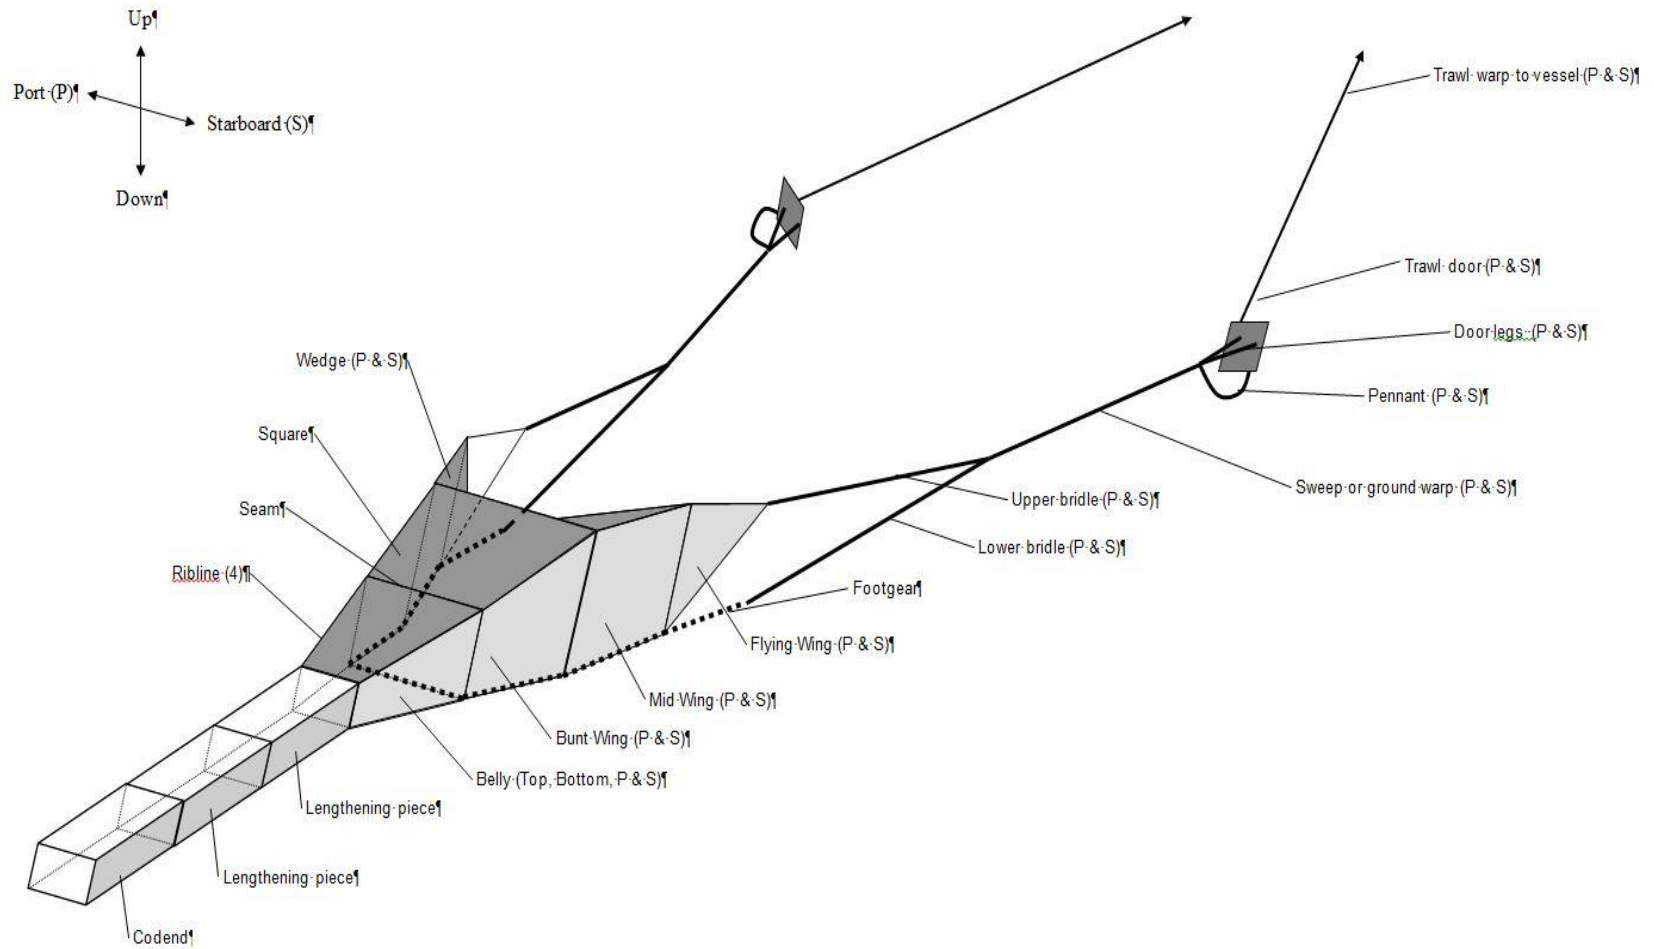 Up¶
Port·(P)¶
Starboard·(S)¶
Down¶
Trawl·warp·to·vessel·(P·&·S)¶
Trawl·door·(P·&·S)¶
Door·legs··(P·&·S)¶
Pennant·(P·&·S)¶
Wedge·(P·&·S)¶
Square¶
Sweep·or·ground·warp·(P·&·S)¶
Upper·bridle·(P·&·S)¶
Seam¶
Lower·bridle·(P·&·S)¶
Ribline·(4)¶
Footgear¶
Flying·Wing·(P·&·S)¶
Mid·Wing·(P·&·S)¶
Bunt·Wing·(P·&·S)¶
Belly·(Top,·Bottom,·P·&·S)¶
Lengthening·piece¶
Lengthening·piece¶
Codend¶